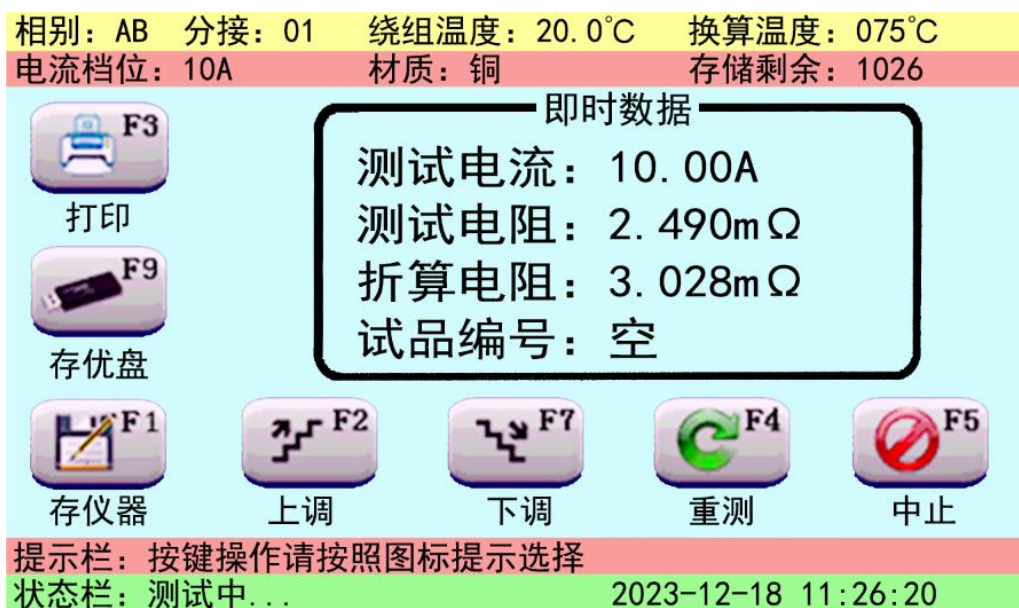 相别：AB 分接：01 绕组温度：20.0℃ 换算温度：075℃
电流档位：10A 材质：铜 存储剩余：1026
即时数据
F3
打印
测试电流：10.00A
测试电阻：2.490mΩ
折算电阻：3.028mΩ
试品编号：空
F9
存优盘
F1 F2 F7 F4 F5
存仪器 上调 下调 重测 中止
提示栏：按键操作请按照图标提示选择
状态栏：测试中... 2023-12-18 11:26:20